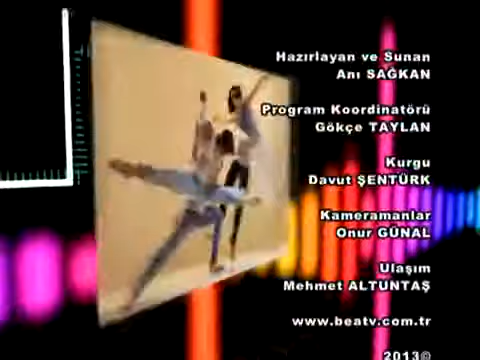 Hazırlayan ve Sunan
Anı SAĞKAN
Program Koordinatörü
Gökçe TAYLAN
Kurgu
Davut ŞENTÜRK
Kameramanlar
Onur GÜNAL
Ulaşım
Mehmet ALTUNTAŞ
www.beatv.com.tr
2013©